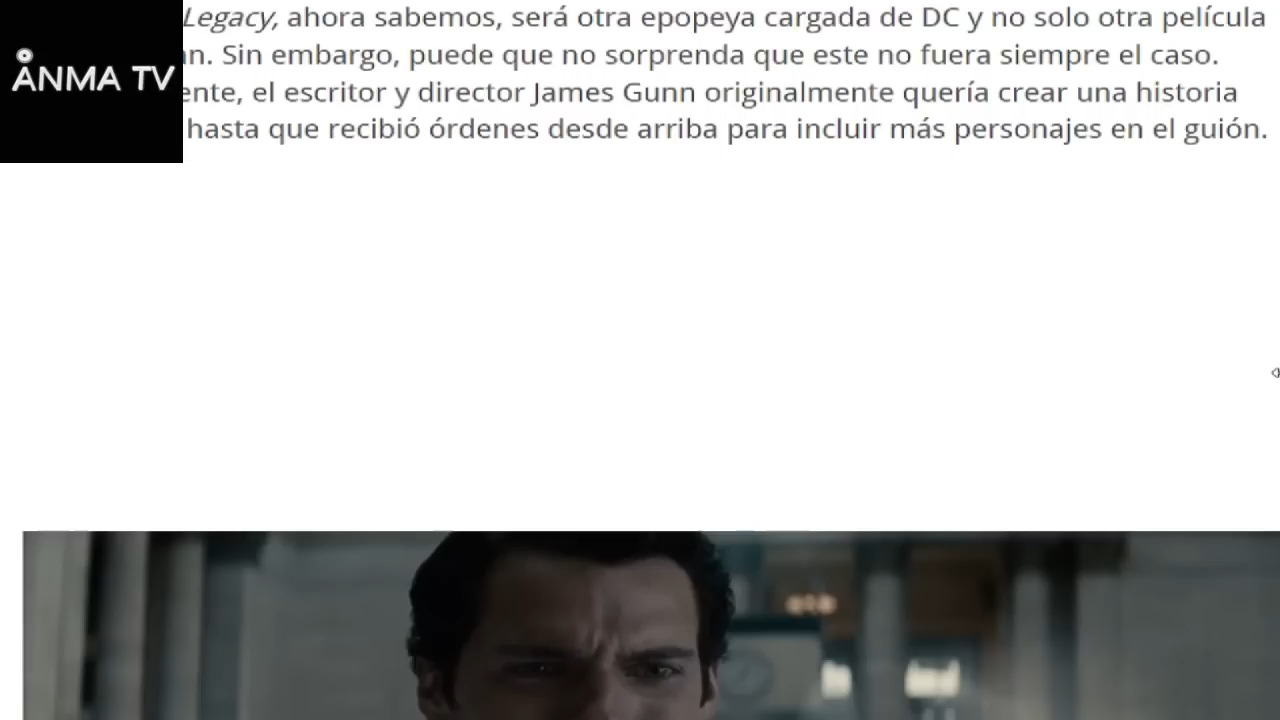 ÅNMA TV
Legacy, ahora sabemos, será otra epopeya cargada de DC y no solo otra película
Sin embargo, puede que no sorprenda que este no fuera siempre el caso.
el escritor y director James Gunn originalmente quería crear una historia
hasta que recibió órdenes desde arriba para incluir más personajes en el guión.